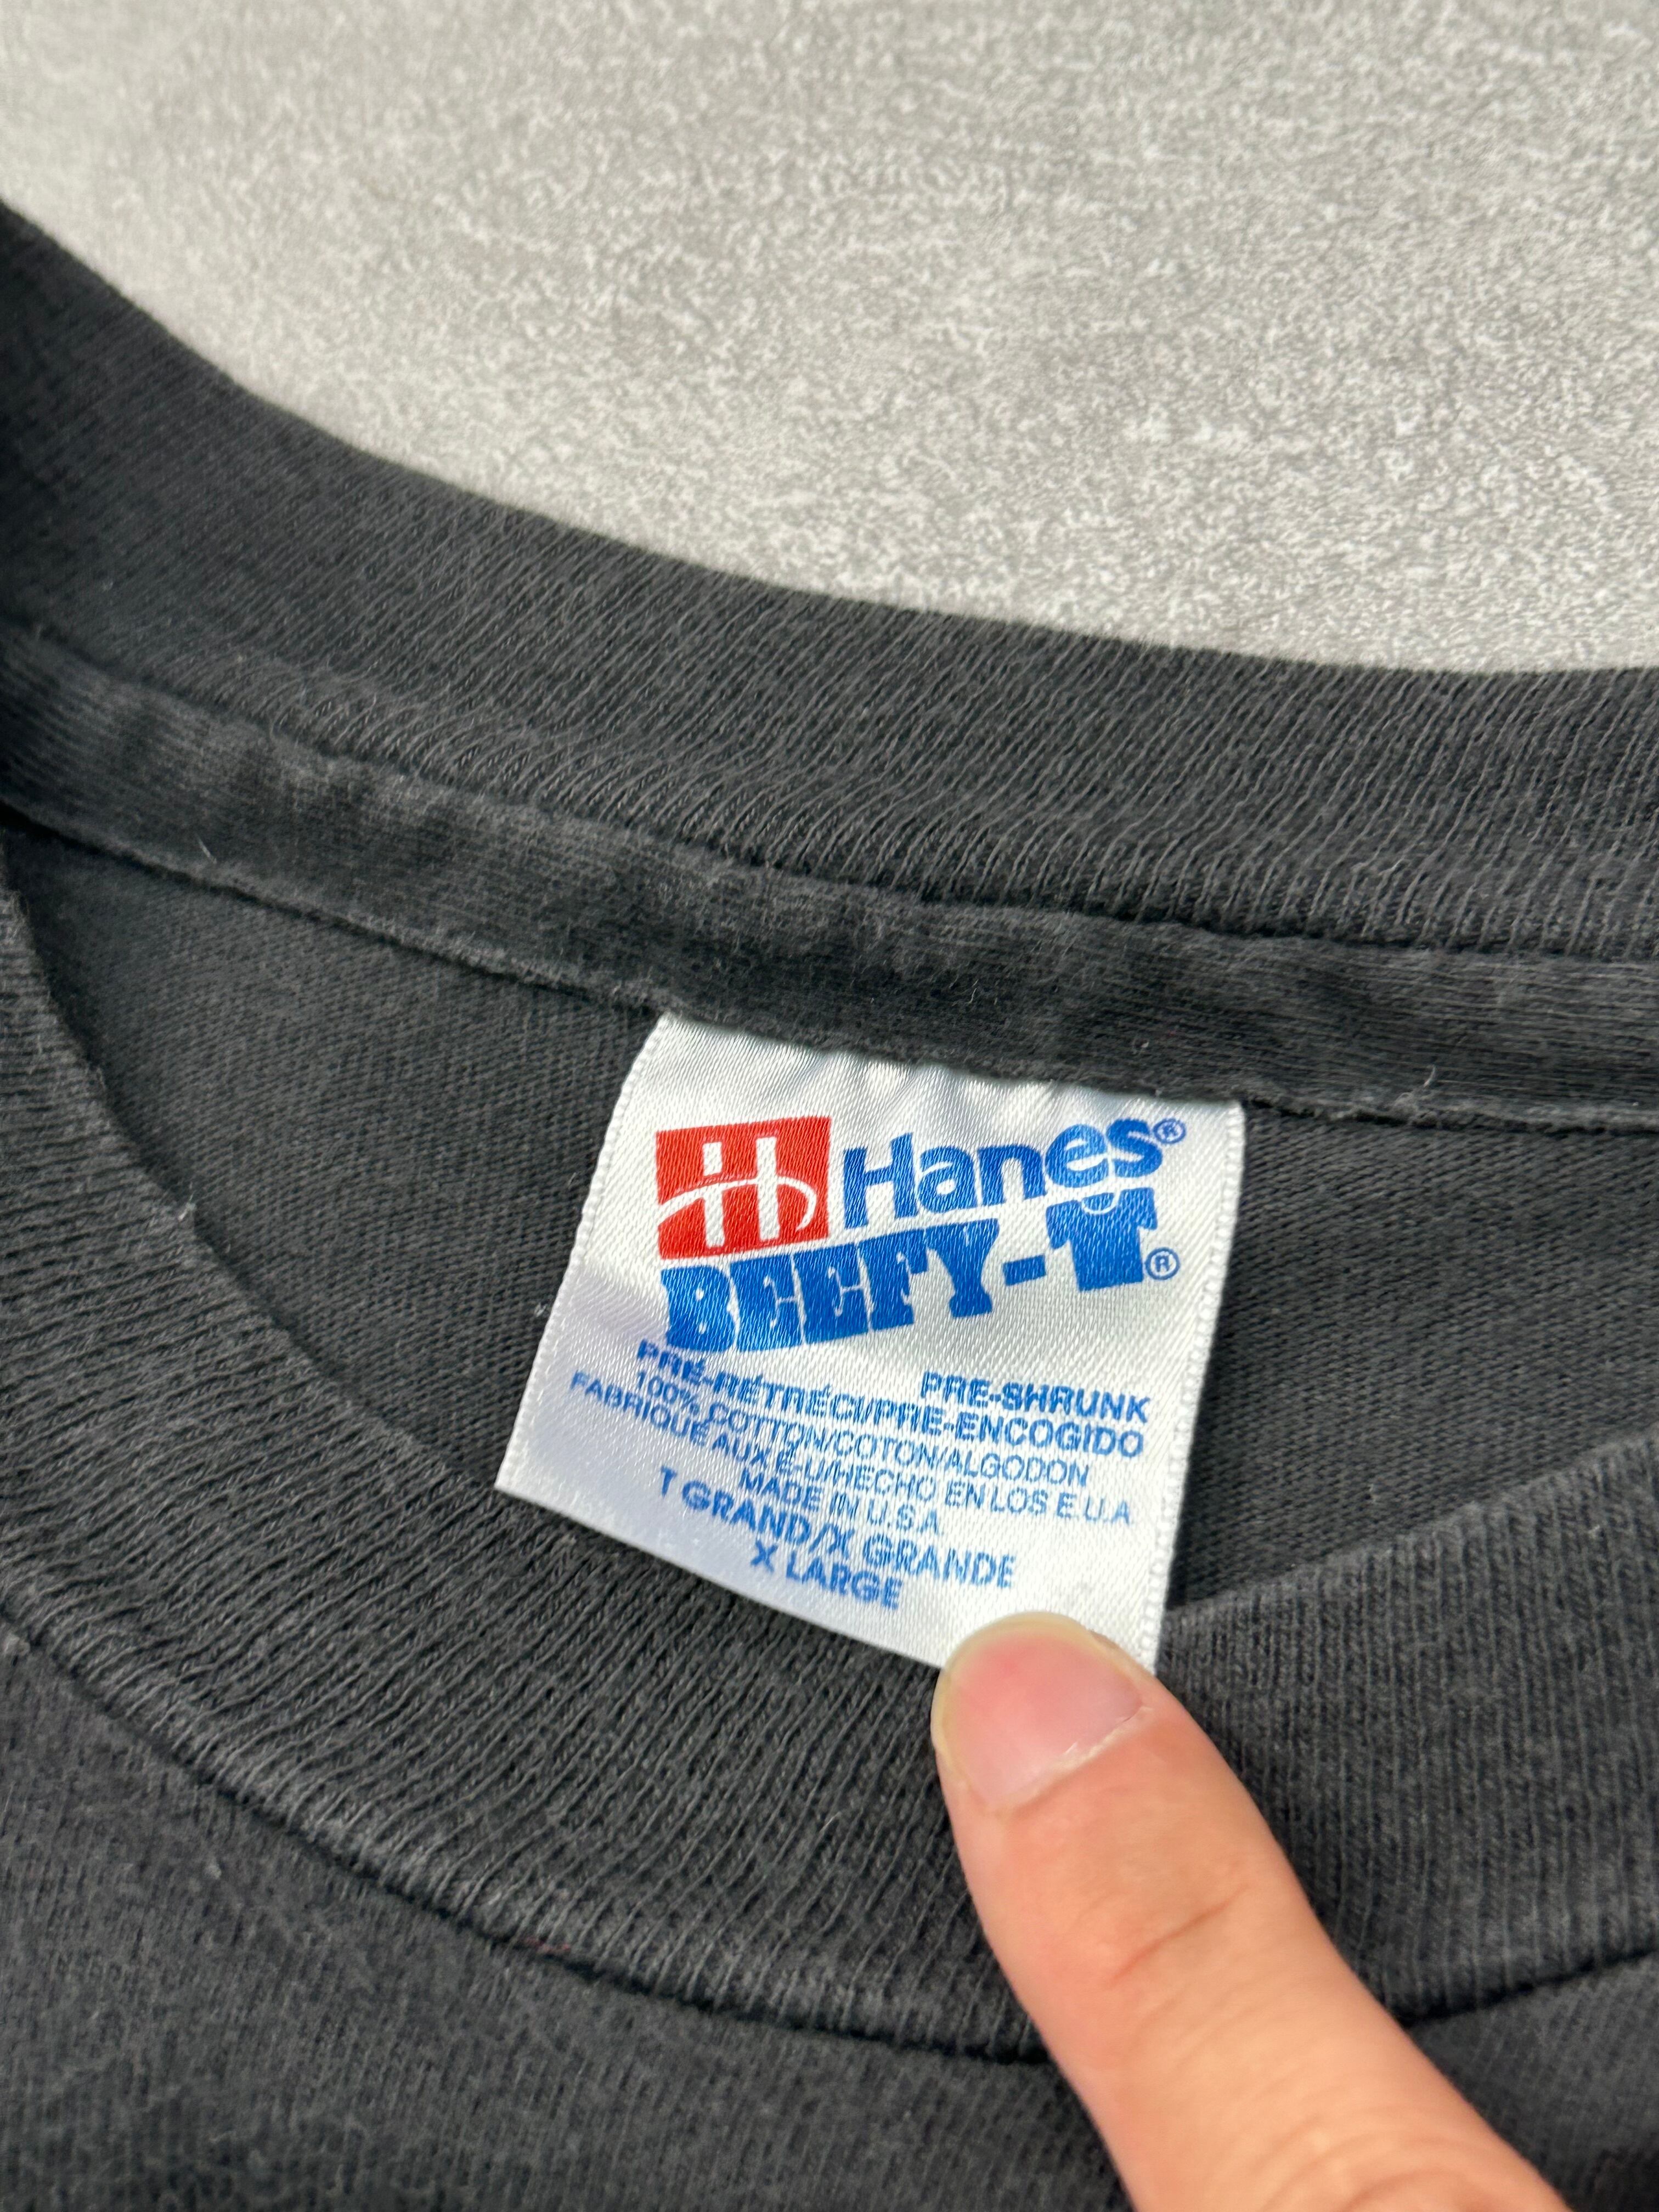 H Hanes®
BEEFY-T®
PRE-SHRUNK
PRÉ-RÉTRÉCI/PRE-ENCOGIDO
100% COTTON/COTON/ALGODON
FABRIQUÉ AUX É-U/HECHO EN LOS E.U.A
MADE IN U.S.A
T GRAND/X GRANDE
X LARGE